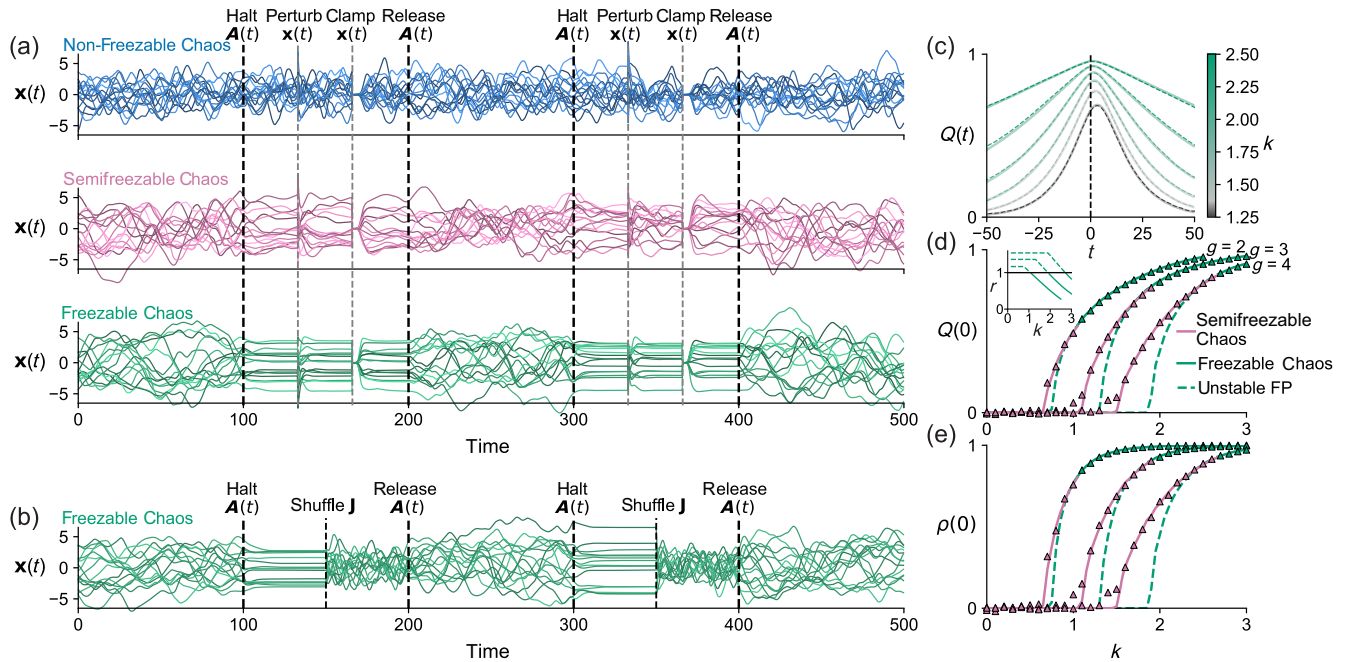 (a)
Halt Perturb Clamp Release
A(t) x(t) x(t) A(t)
Halt Perturb Clamp Release
A(t) x(t) x(t) A(t)
Non-Freezable Chaos
5
x(t) 0
−5
Semifreezable Chaos
5
x(t) 0
−5
Freezable Chaos
5
x(t) 0
−5
0 100 200 300 400 500
Time
(b)
Halt Release
A(t) Shuffle J A(t)
Halt Release
A(t) Shuffle J A(t)
Freezable Chaos
5
x(t) 0
−5
0 100 200 300 400 500
Time
(c)
1
Q(t)
0
−50 −25 0 25 50
t
2.50
2.25
2.00
1.75
1.50
1.25
k
(d)
1
Q(0)
0
0 1 2 3
g = 2 g = 3
g = 4
1
r
0
0 1 2 3
k
Semifreezable
Chaos
Freezable Chaos
Unstable FP
(e)
1
ρ(0)
0
0 1 2 3
k